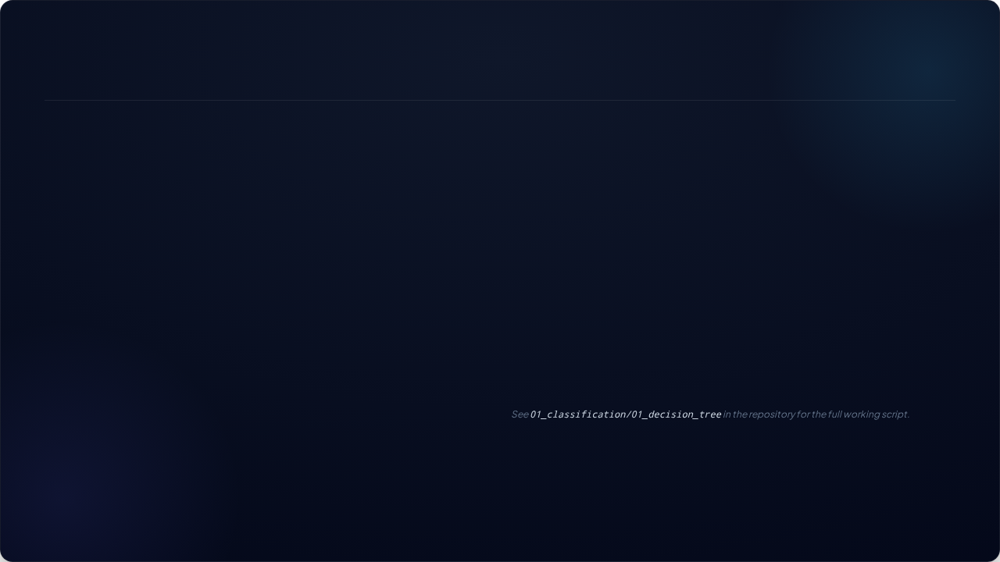 See 01_classification/01_decision_tree in the repository for the full working script.